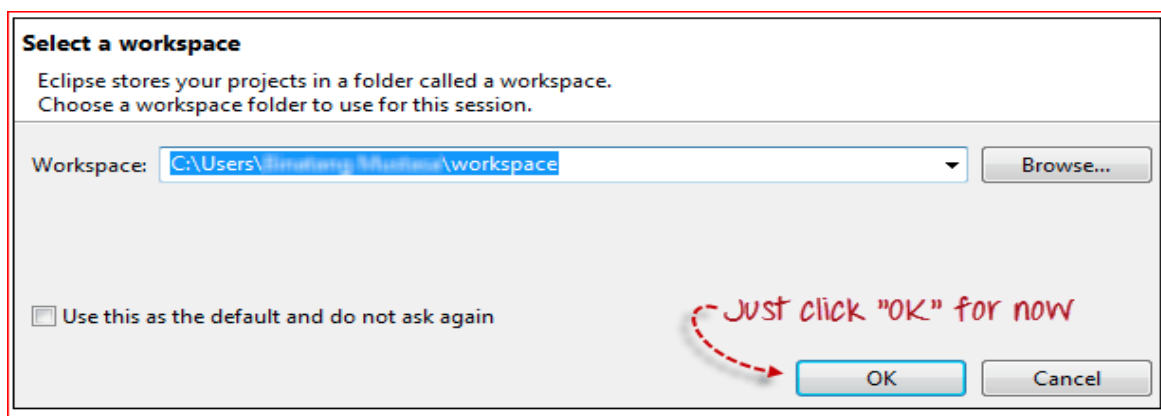 Select a workspace
Eclipse stores your projects in a folder called a workspace.
Choose a workspace folder to use for this session.
Workspace: C:\Users\ \workspace Browse...
Use this as the default and do not ask again
Just click "OK" for now
OK Cancel